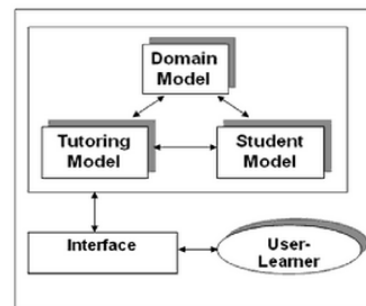 Domain
Model
Tutoring
Model
Student
Model
Interface
User-
Learner